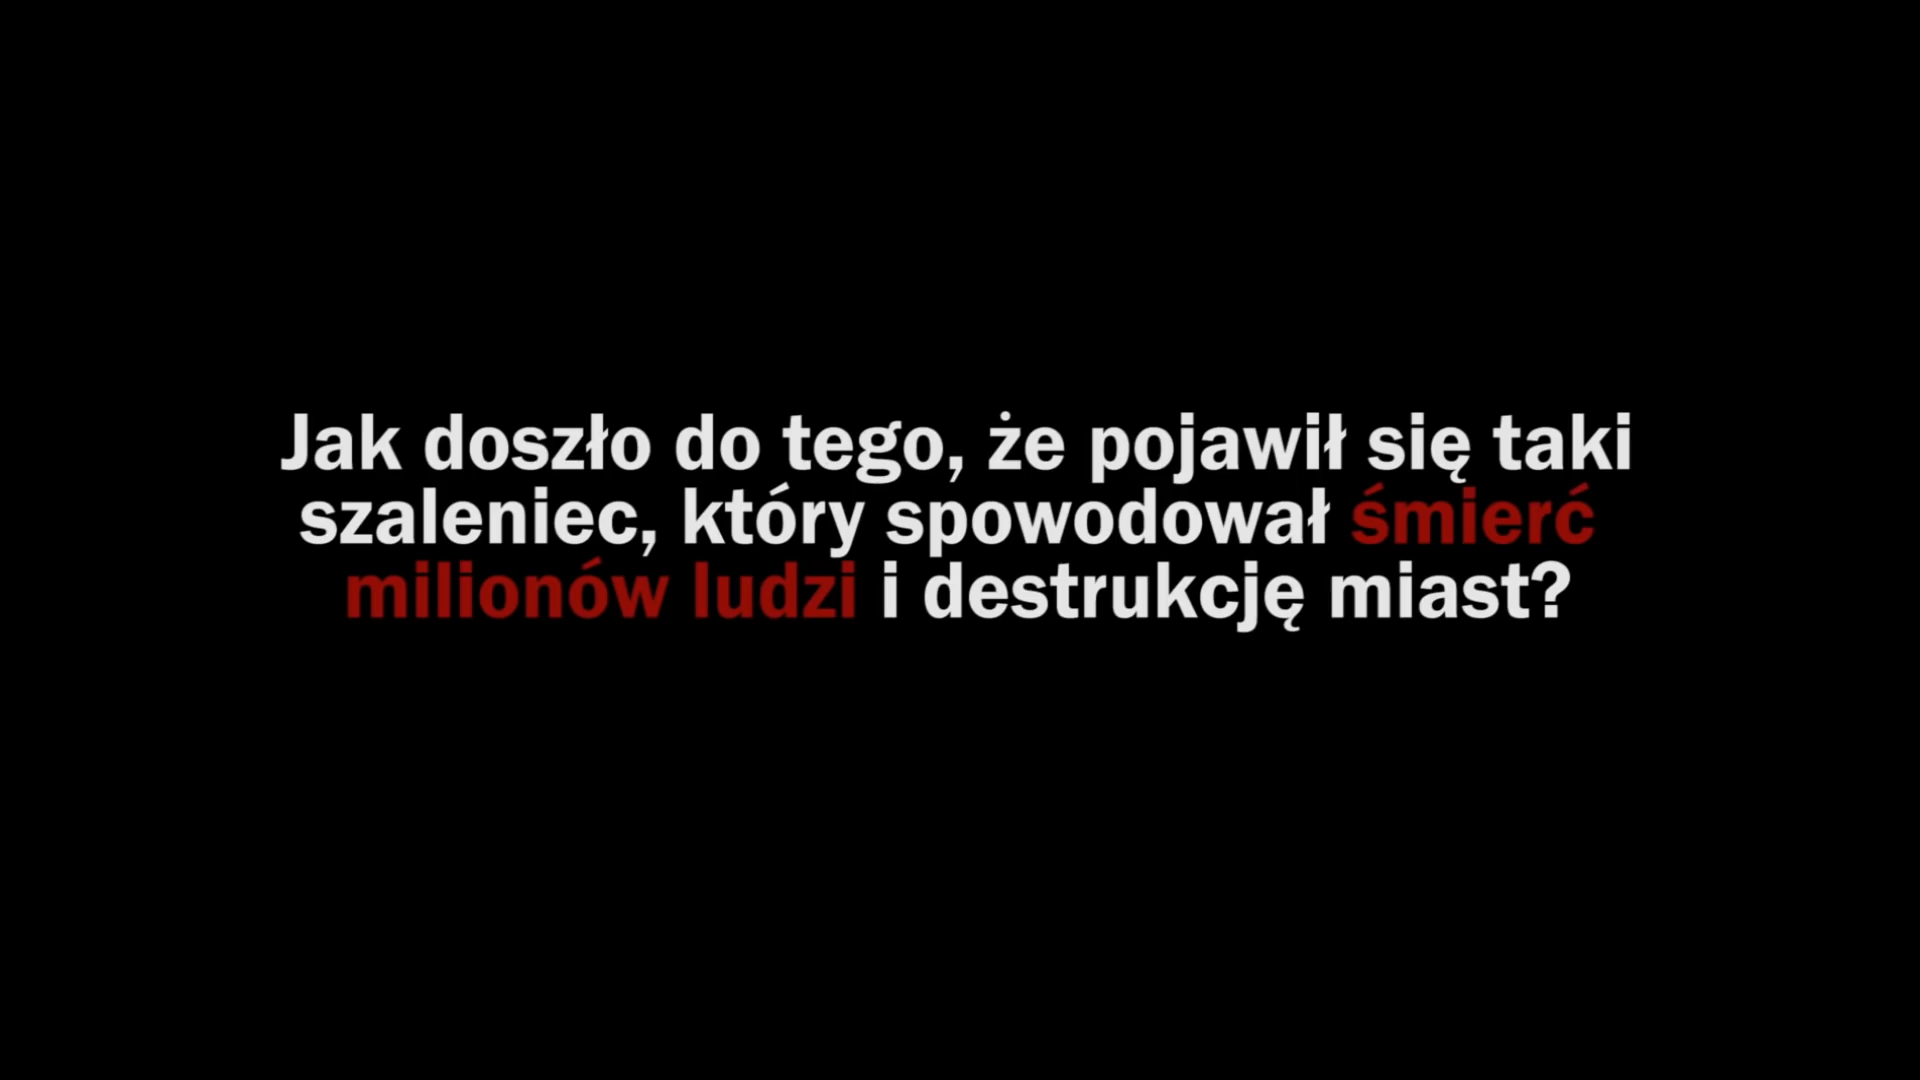 Jak doszło do tego, że pojawił się taki
szaleniec, który spowodował śmierć
milionów ludzi i destrukcję miast?